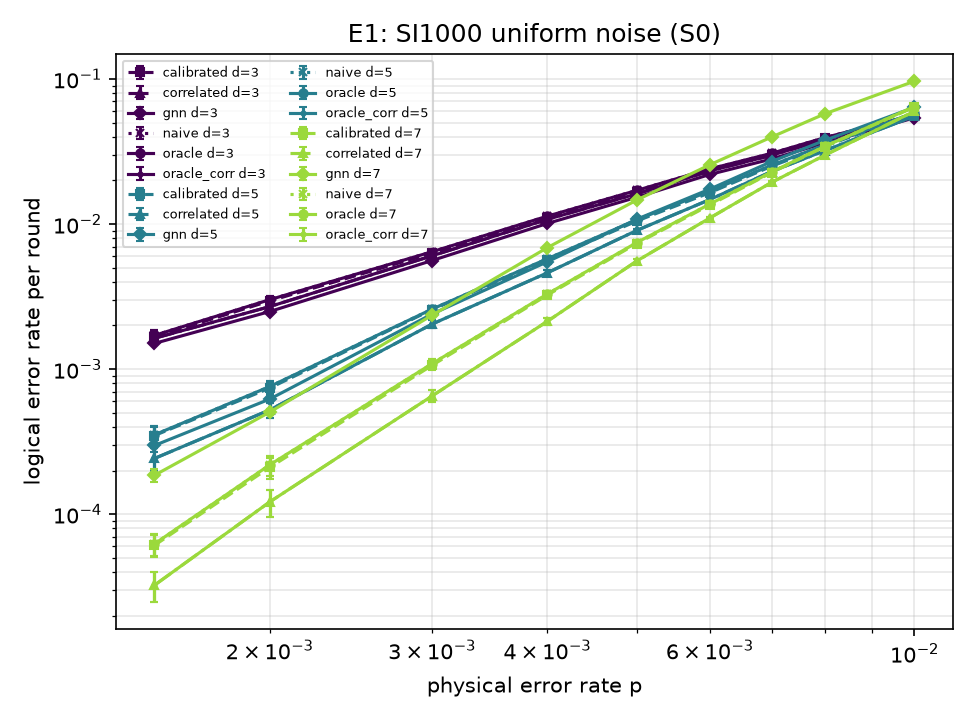 E1: SI1000 uniform noise (S0)
calibrated d=3
correlated d=3
gnn d=3
naive d=3
oracle d=3
oracle_corr d=3
calibrated d=5
correlated d=5
gnn d=5
naive d=5
oracle d=5
oracle_corr d=5
calibrated d=7
correlated d=7
gnn d=7
naive d=7
oracle d=7
oracle_corr d=7
logical error rate per round
10⁻¹
10⁻²
10⁻³
10⁻⁴
2 × 10⁻³ 3 × 10⁻³ 4 × 10⁻³ 6 × 10⁻³ 10⁻²
physical error rate p